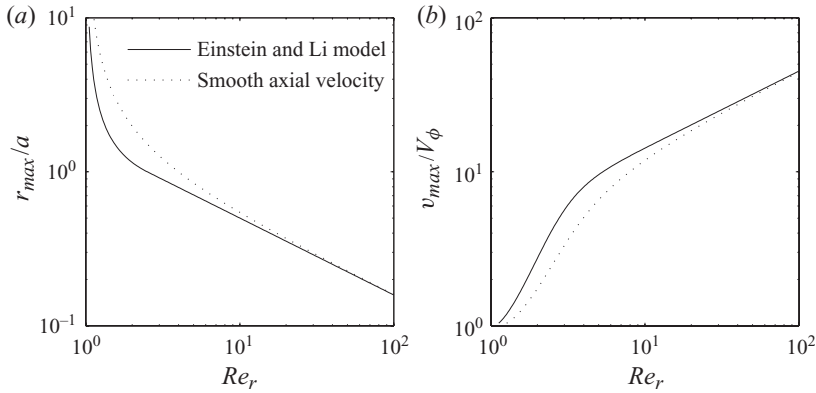 (a)
10^1
Einstein and Li model
Smooth axial velocity
r_max/a
10^0
10^-1
10^0
10^1
10^2
Re_r
(b)
10^2
v_max/V_ϕ
10^1
10^0
10^0
10^1
10^2
Re_r